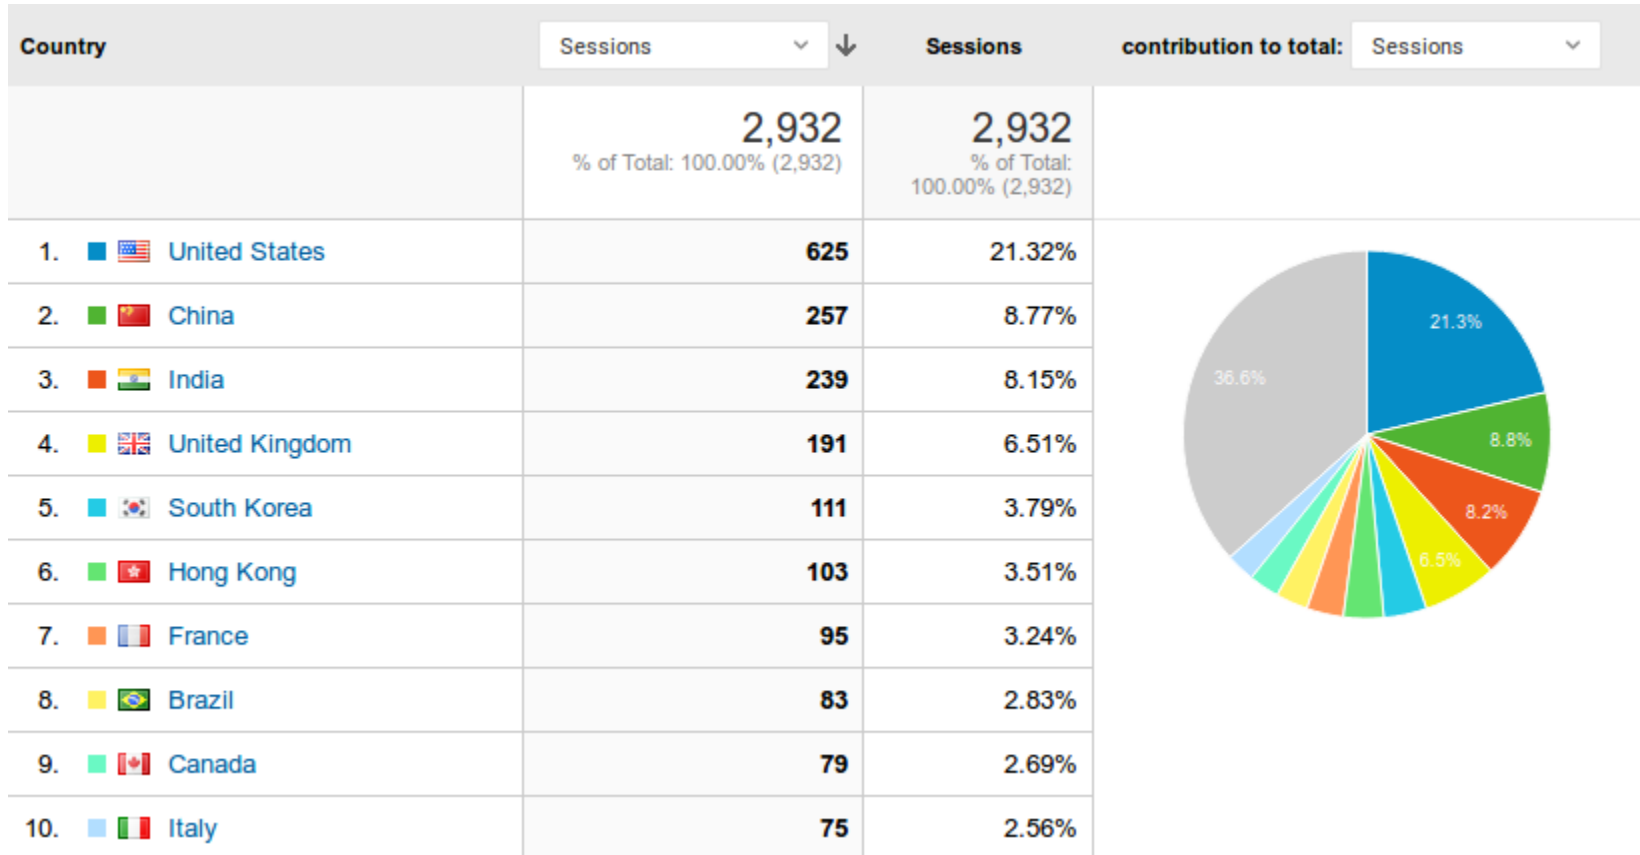 Country Sessions Sessions contribution to total: Sessions
2,932 2,932
% of Total: 100.00% (2,932) % of Total:
100.00% (2,932)
1. United States 625 21.32%
2. China 257 8.77%
3. India 239 8.15%
4. United Kingdom 191 6.51%
5. South Korea 111 3.79%
6. Hong Kong 103 3.51%
7. France 95 3.24%
8. Brazil 83 2.83%
9. Canada 79 2.69%
10. Italy 75 2.56%
21.3%
36.6%
8.8%
8.2%
6.5%